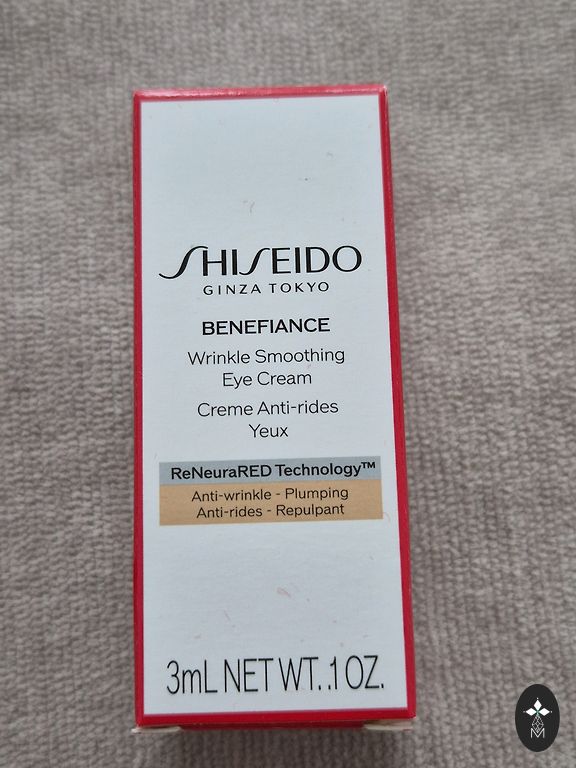 SHISEIDO
GINZA TOKYO
BENEFIANCE
Wrinkle Smoothing
Eye Cream
Creme Anti-rides
Yeux
ReNeuraRED Technology™
Anti-wrinkle - Plumping
Anti-rides - Repulpant
3mL NET WT. .1 OZ.
M